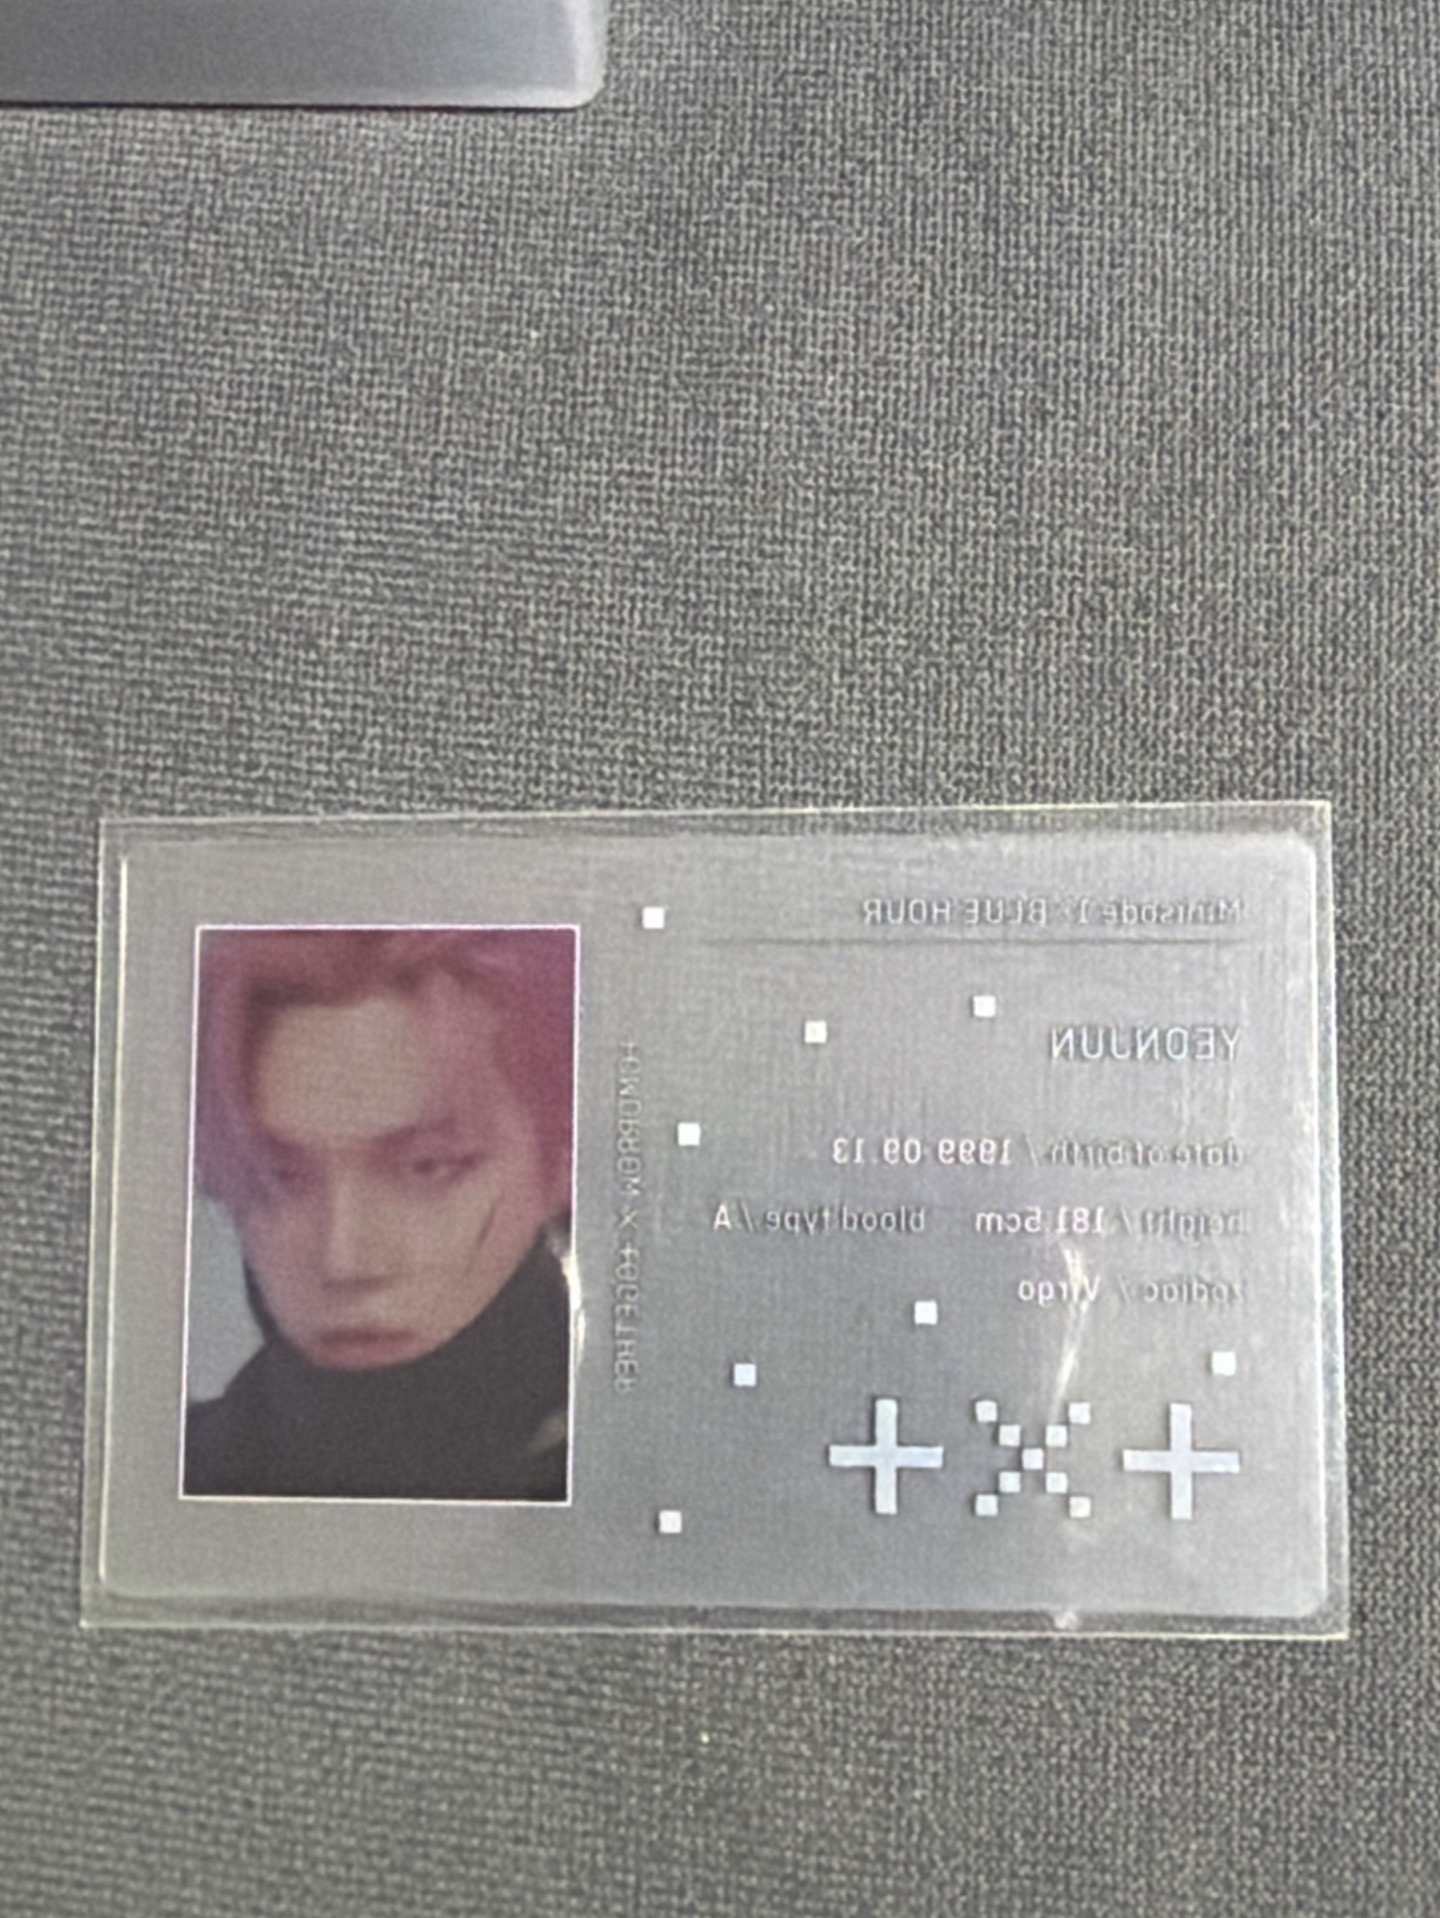 Minisode 1: BLUE HOUR
YEONJUN
date of birth / 1999.09.13
height / 181.5cm blood type / A
zodiac / Virgo
TOMORROW X TOGETHER
+x+